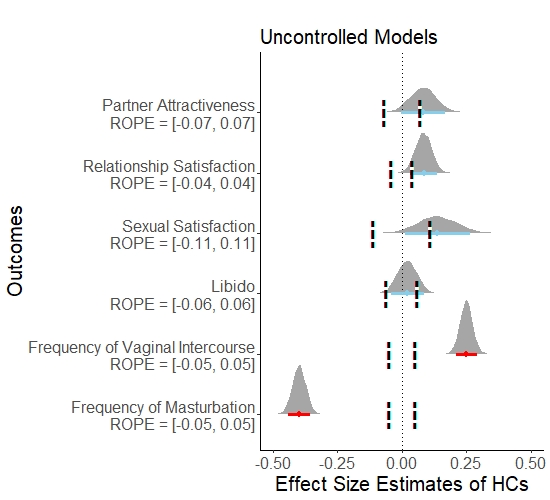 Uncontrolled Models
Outcomes
Partner Attractiveness
ROPE = [-0.07, 0.07]
Relationship Satisfaction
ROPE = [-0.04, 0.04]
Sexual Satisfaction
ROPE = [-0.11, 0.11]
Libido
ROPE = [-0.06, 0.06]
Frequency of Vaginal Intercourse
ROPE = [-0.05, 0.05]
Frequency of Masturbation
ROPE = [-0.05, 0.05]
-0.50 -0.25 0.00 0.25 0.50
Effect Size Estimates of HCs